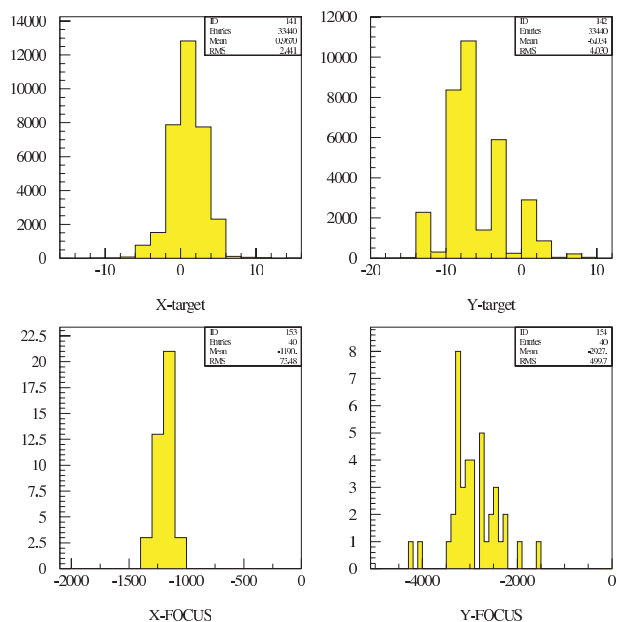 ID 141
Entries 33440
Mean 0.9670
RMS 2.441
14000
12000
10000
8000
6000
4000
2000
0
-10 0 10
X-target
ID 142
Entries 33440
Mean
RMS 4.030
12000
10000
8000
6000
4000
2000
0
-20 -10 0 10
Y-target
ID 153
Entries 40
Mean -1190.
RMS 73.48
22.5
20
17.5
15
12.5
10
7.5
5
2.5
0
-2000 -1500 -1000 -500 0
X-FOCUS
ID 154
Entries 40
Mean -2927.
RMS 499.7
8
7
6
5
4
3
2
1
0
-4000 -2000 0
Y-FOCUS